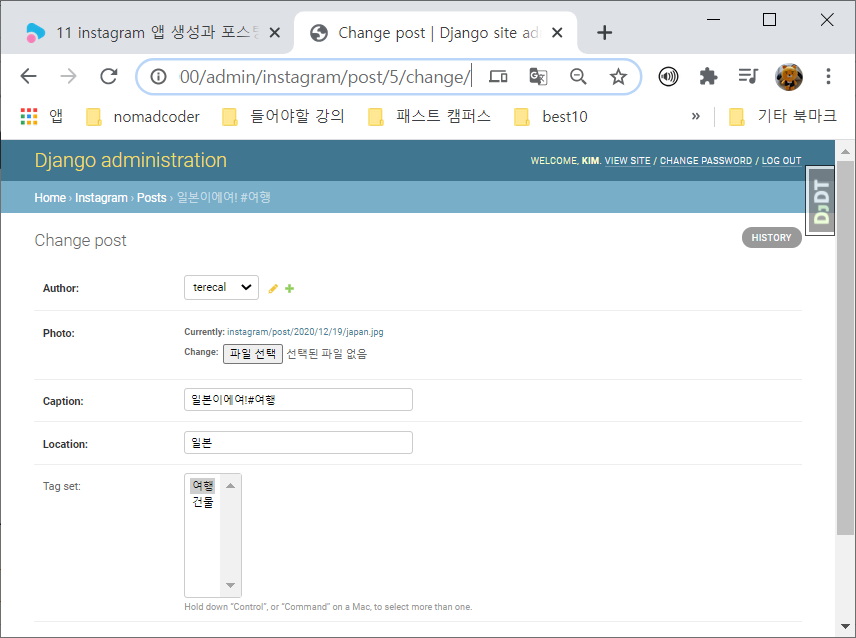 11 instagram 앱 생성과 포스팅
Change post | Django site ad
00/admin/instagram/post/5/change/
앱 nomadcoder 들어야할 강의 패스트 캠퍼스 best10 » 기타 북마크
Django administration
WELCOME, KIM. VIEW SITE / CHANGE PASSWORD / LOG OUT
Home › Instagram › Posts › 일본이에여! #여행
DjDT
Change post
HISTORY
Author: terecal
Photo: Currently: instagram/post/2020/12/19/japan.jpg
Change: 파일 선택 선택된 파일 없음
Caption: 일본이에여!#여행
Location: 일본
Tag set: 여행
건물
Hold down "Control", or "Command" on a Mac, to select more than one.